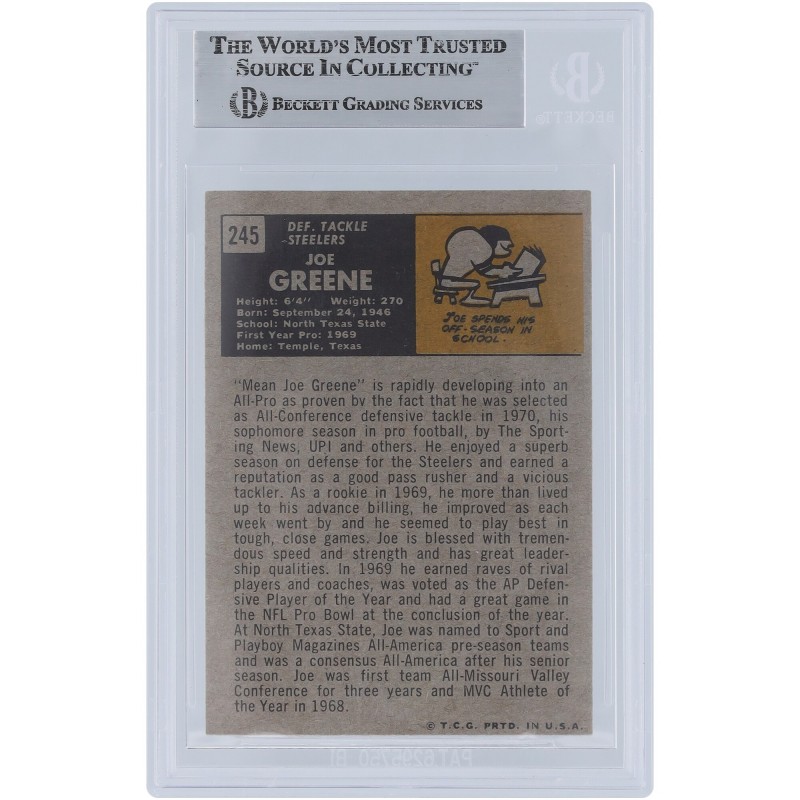 THE WORLD'S MOST TRUSTED
SOURCE IN COLLECTING™
B BECKETT GRADING SERVICES
B
BECKETT®
245
DEF. TACKLE
-STEELERS
JOE
GREENE
Height: 6'4" Weight: 270
Born: September 24, 1946
School: North Texas State
First Year Pro: 1969
Home: Temple, Texas
JOE SPENDS HIS
OFF-SEASON IN
SCHOOL.
"Mean Joe Greene" is rapidly developing into an
All-Pro as proven by the fact that he was selected
as All-Conference defensive tackle in 1970, his
sophomore season in pro football, by The Sport-
ing News, UPI and others. He enjoyed a superb
season on defense for the Steelers and earned a
reputation as a good pass rusher and a vicious
tackler. As a rookie in 1969, he more than lived
up to his advance billing, he improved as each
week went by and he seemed to play best in
tough, close games. Joe is blessed with tremen-
dous speed and strength and has great leader-
ship qualities. In 1969 he earned raves of rival
players and coaches, was voted as the AP Defen-
sive Player of the Year and had a great game in
the NFL Pro Bowl at the conclusion of the year.
At North Texas State, Joe was named to Sport and
Playboy Magazines All-America pre-season teams
and was a consensus All-America after his senior
season. Joe was first team All-Missouri Valley
Conference for three years and MVC Athlete of
the Year in 1968.
© T.C.G. PRTD. IN U.S.A.